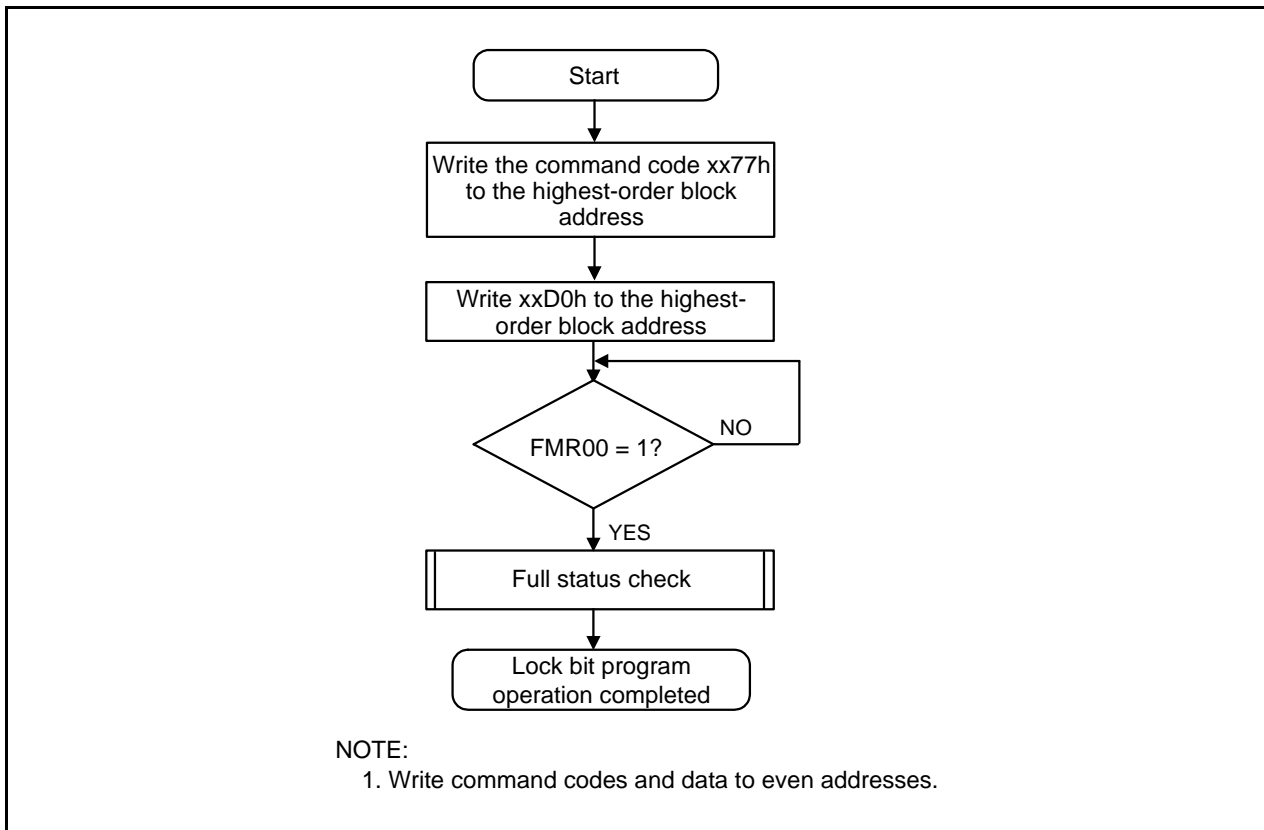 Start
Write the command code xx77h
to the highest-order block
address
Write xxD0h to the highest-
order block address
FMR00 = 1?
NO
YES
Full status check
Lock bit program
operation completed
NOTE:
1. Write command codes and data to even addresses.